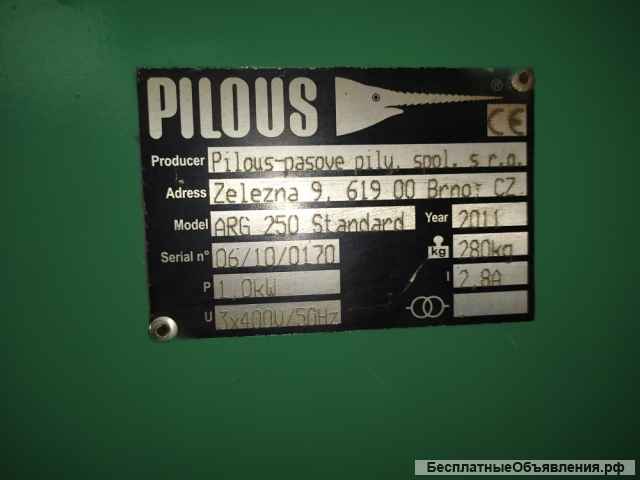 PILOUS
®
CE
Producer Pilous-pasove pily, spol. s r.o.
Adress Zelezna 9, 619 00 Brno, CZ
Model ARG 250 Standard Year 2011
Serial n° 06/10/0170 kg 280kg
P 1.0kW I 2.8A
U 3x400V/50Hz
БесплатныеОбъявления.рф